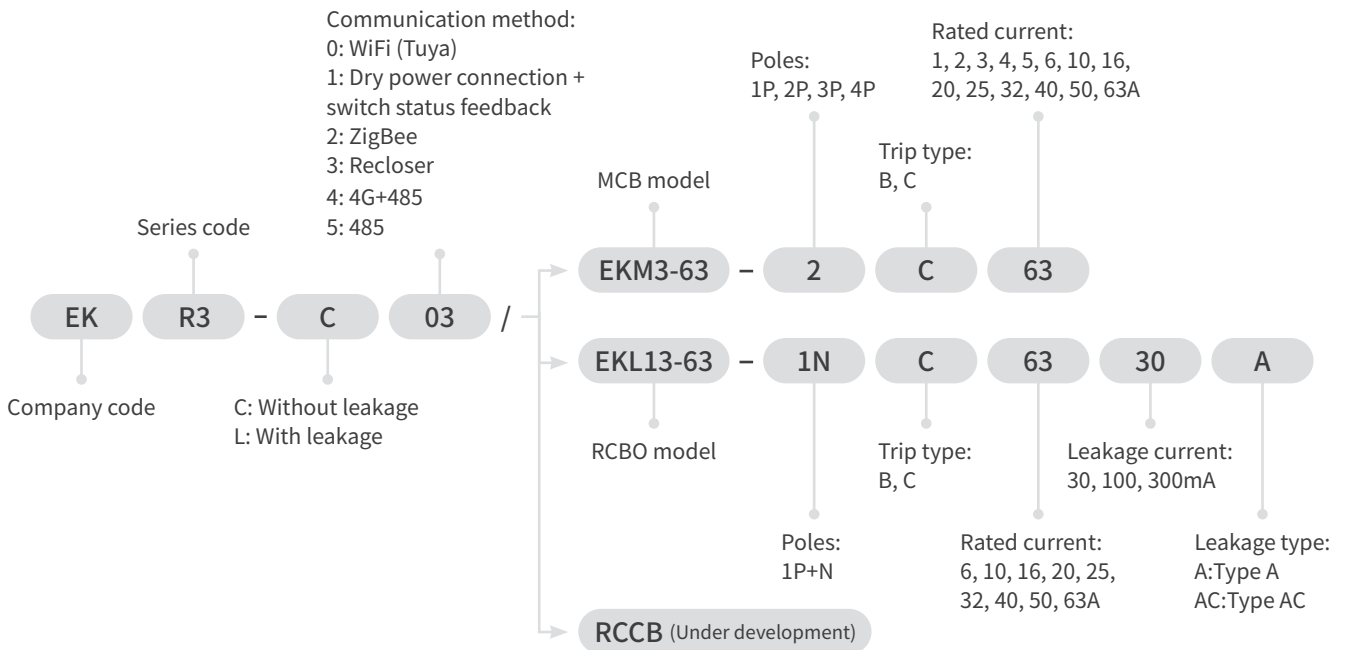 Communication method:
0: WiFi (Tuya)
1: Dry power connection +
switch status feedback
2: ZigBee
3: Recloser
4: 4G+485
5: 485
Series code
Poles:
1P, 2P, 3P, 4P
Rated current:
1, 2, 3, 4, 5, 6, 10, 16,
20, 25, 32, 40, 50, 63A
Trip type:
B, C
MCB model
EK R3 – C 03 /
EKM3-63 – 2 C 63
EKL13-63 – 1N C 63 30 A
Company code
C: Without leakage
L: With leakage
RCBO model
Trip type:
B, C
Leakage current:
30, 100, 300mA
Poles:
1P+N
Rated current:
6, 10, 16, 20, 25,
32, 40, 50, 63A
Leakage type:
A:Type A
AC:Type AC
RCCB (Under development)